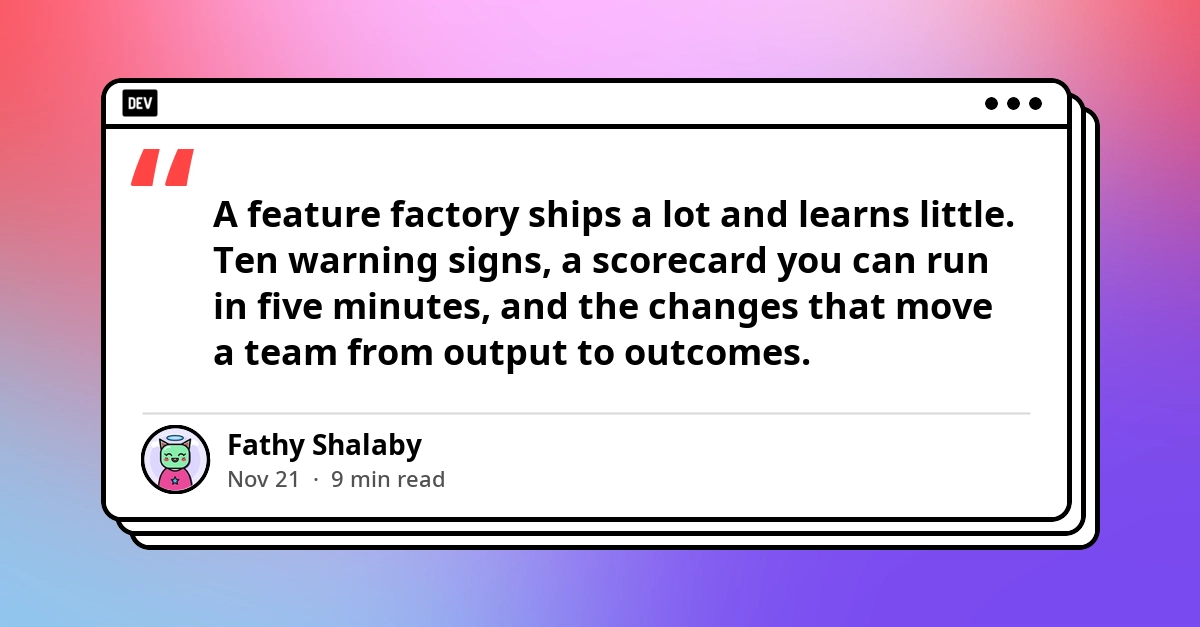 DEV
A feature factory ships a lot and learns little.
Ten warning signs, a scorecard you can run
in five minutes, and the changes that move
a team from output to outcomes.
Fathy Shalaby
Nov 21 · 9 min read